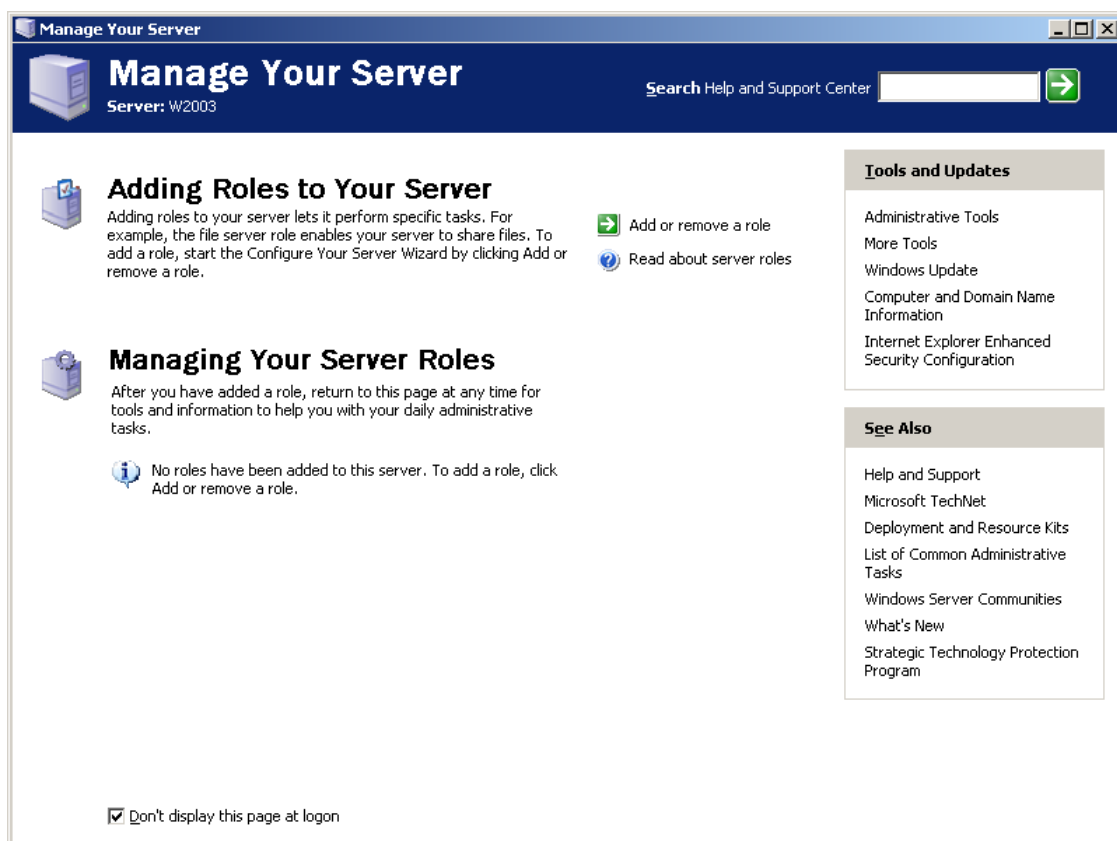 Manage Your Server
Manage Your Server
Server: W2003
Search Help and Support Center
Adding Roles to Your Server
Adding roles to your server lets it perform specific tasks. For
example, the file server role enables your server to share files. To
add a role, start the Configure Your Server Wizard by clicking Add or
remove a role.
Add or remove a role
Read about server roles
Managing Your Server Roles
After you have added a role, return to this page at any time for
tools and information to help you with your daily administrative
tasks.
No roles have been added to this server. To add a role, click
Add or remove a role.
Tools and Updates
Administrative Tools
More Tools
Windows Update
Computer and Domain Name
Information
Internet Explorer Enhanced
Security Configuration
See Also
Help and Support
Microsoft TechNet
Deployment and Resource Kits
List of Common Administrative
Tasks
Windows Server Communities
What's New
Strategic Technology Protection
Program
Don't display this page at logon